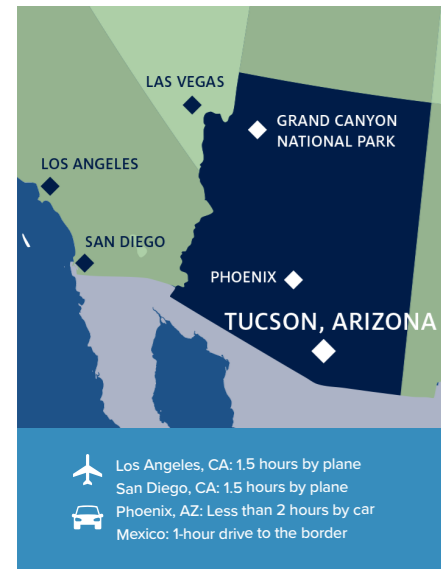 LAS VEGAS
GRAND CANYON
NATIONAL PARK
LOS ANGELES
SAN DIEGO
PHOENIX
TUCSON, ARIZONA
Los Angeles, CA: 1.5 hours by plane
San Diego, CA: 1.5 hours by plane
Phoenix, AZ: Less than 2 hours by car
Mexico: 1-hour drive to the border